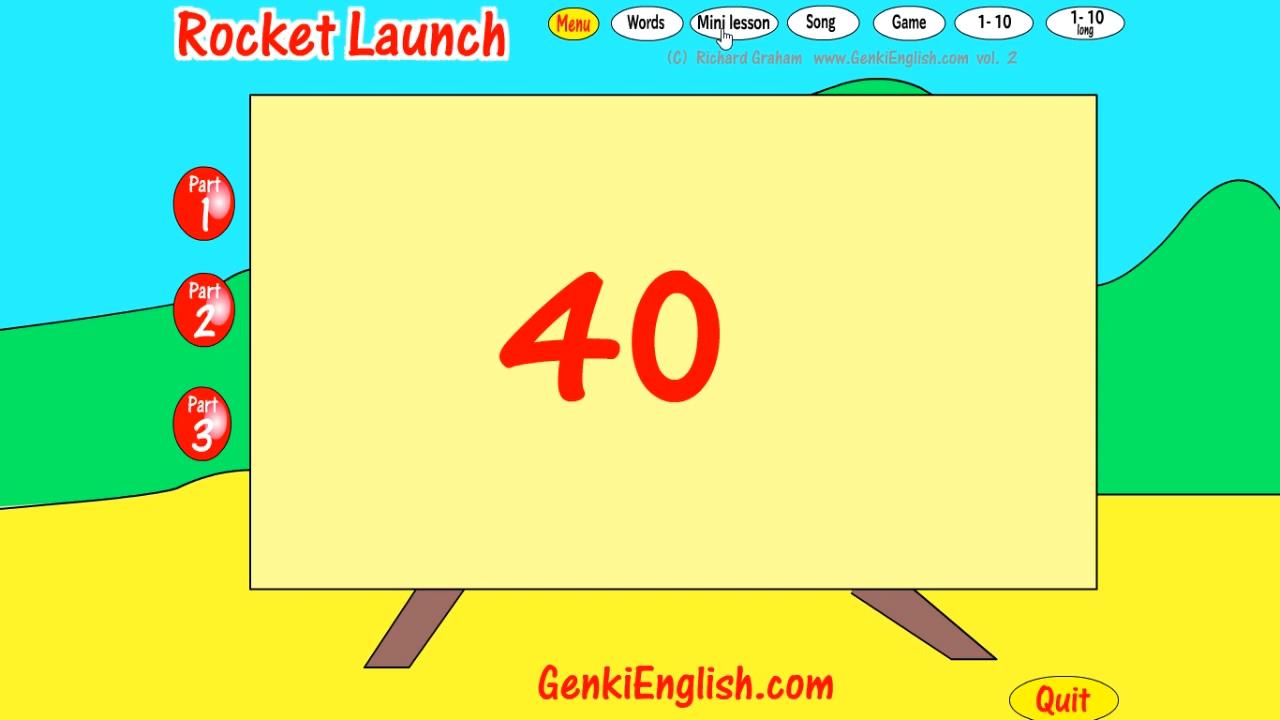 Rocket Launch
Menu
Words
Mini lesson
Song
Game
1- 10
1- 10
long
(C) Richard Graham www.GenkiEnglish.com vol. 2
Part
1
Part
2
Part
3
40
GenkiEnglish.com
Quit